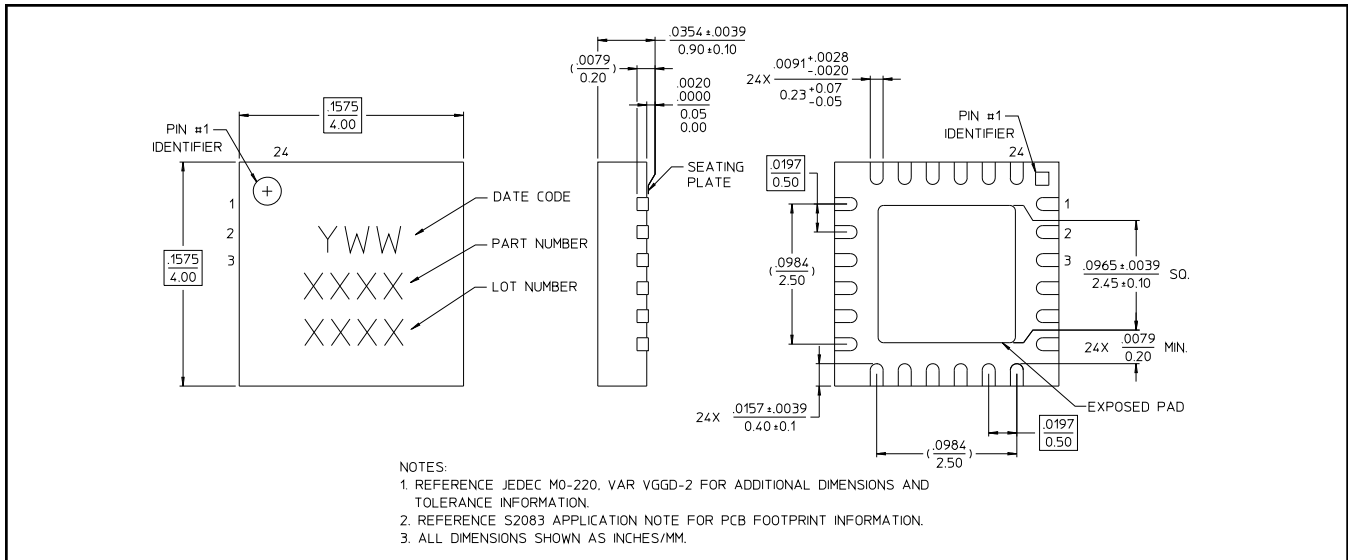 .0354 ±.0039
0.90 ±0.10
(.0079
0.20)
.0020
.0000
0.05
0.00
24X .0091 +.0028
-.0020
0.23 +0.07
-0.05
.1575
4.00
PIN #1
IDENTIFIER
24
PIN #1
IDENTIFIER
24
SEATING
PLATE
.0197
0.50
DATE CODE
1
2
3
YWW
PART NUMBER
XXXX
LOT NUMBER
XXXX
.1575
4.00
(.0984
2.50)
1
2
3
.0965 ±.0039
2.45 ±0.10 SQ.
24X .0079
0.20 MIN.
24X .0157 ±.0039
0.40 ±0.1
EXPOSED PAD
.0197
0.50
(.0984
2.50)
NOTES:
1. REFERENCE JEDEC MO-220, VAR VGGD-2 FOR ADDITIONAL DIMENSIONS AND
TOLERANCE INFORMATION.
2. REFERENCE S2083 APPLICATION NOTE FOR PCB FOOTPRINT INFORMATION.
3. ALL DIMENSIONS SHOWN AS INCHES/MM.